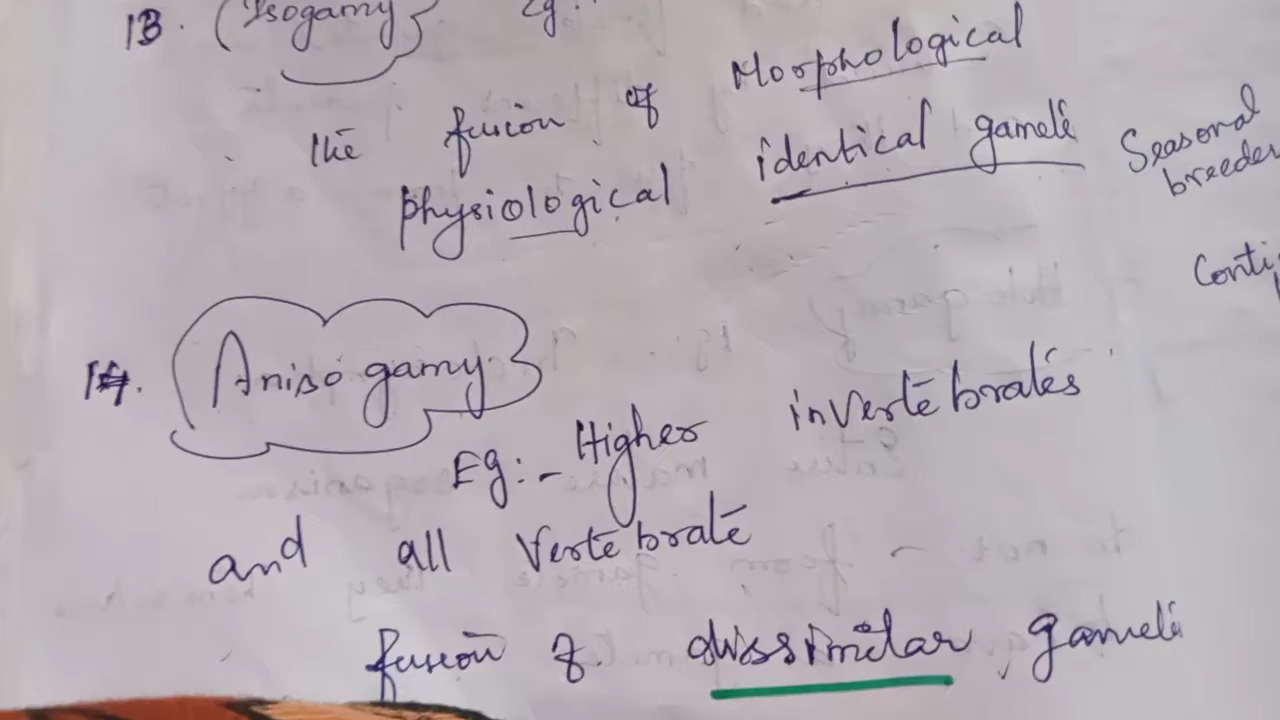 13. (Isogamy} Eg:
the fusion of Morphological
physiological identical gamete
Seasonal
breeder
Conti
14. Anisogamy
Eg:- Higher invertebrates
and all Vertebrate
fusion of dissimilar gamete